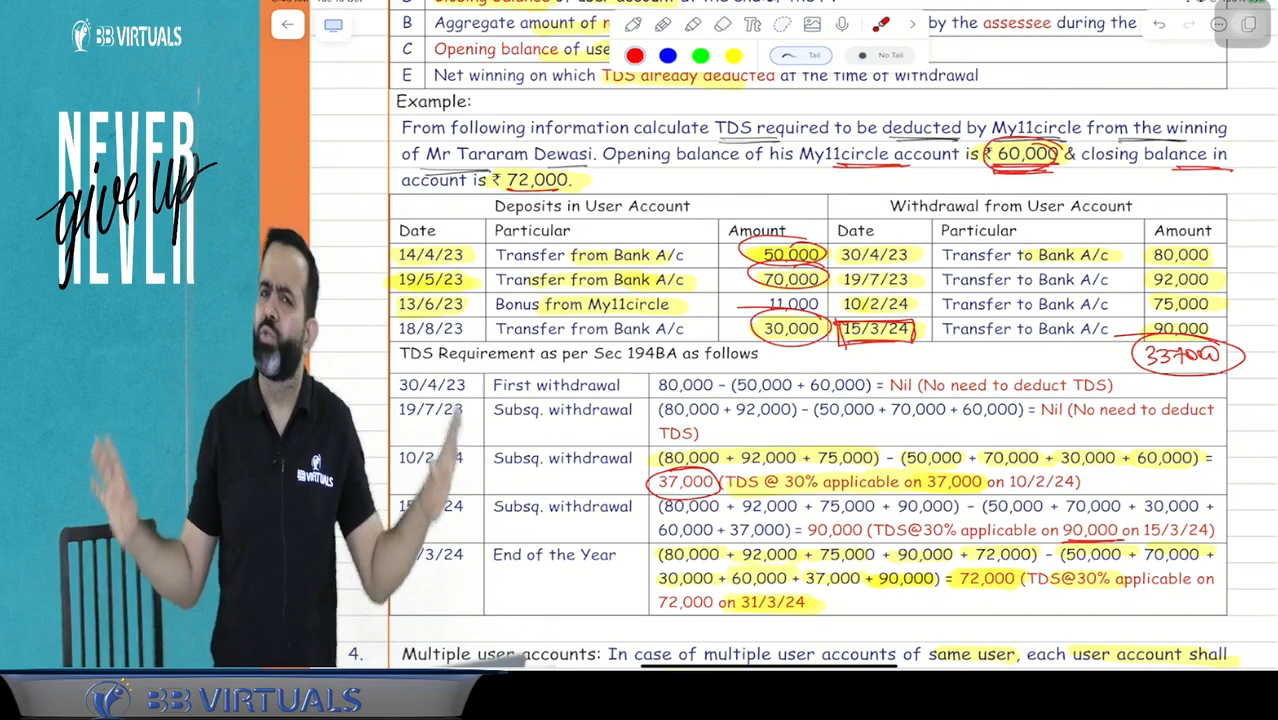 BB VIRTUALS
NEVER
give up
NEVER
B Aggregate amount of by the assessee during the
C Opening balance of
Tail
No Tail
E Net winning on which TDS already deducted at the time of withdrawal
Example:
From following information calculate TDS required to be deducted by My11circle from the winning
of Mr Tararam Dewasi. Opening balance of his My11circle account is ₹ 60,000 & closing balance in
account is ₹ 72,000.
Deposits in User Account Withdrawal from User Account
Date Particular Amount Date Particular Amount
14/4/23 Transfer from Bank A/c 50,000 30/4/23 Transfer to Bank A/c 80,000
19/5/23 Transfer from Bank A/c 70,000 19/7/23 Transfer to Bank A/c 92,000
13/6/23 Bonus from My11circle 11,000 10/2/24 Transfer to Bank A/c 75,000
18/8/23 Transfer from Bank A/c 30,000 15/3/24 Transfer to Bank A/c 90,000
337000
TDS Requirement as per Sec 194BA as follows
30/4/23 First withdrawal 80,000 – (50,000 + 60,000) = Nil (No need to deduct TDS)
19/7/23 Subsq. withdrawal (80,000 + 92,000) – (50,000 + 70,000 + 60,000) = Nil (No need to deduct
TDS)
Subsq. withdrawal (80,000 + 92,000 + 75,000) – (50,000 + 70,000 + 30,000 + 60,000) =
37,000 (TDS @ 30% applicable on 37,000 on 10/2/24)
Subsq. withdrawal (80,000 + 92,000 + 75,000 + 90,000) – (50,000 + 70,000 + 30,000 +
60,000 + 37,000) = 90,000 (TDS@30% applicable on 90,000 on 15/3/24)
End of the Year (80,000 + 92,000 + 75,000 + 90,000 + 72,000) – (50,000 + 70,000 +
30,000 + 60,000 + 37,000 + 90,000) = 72,000 (TDS@30% applicable on
72,000 on 31/3/24
BB VIRTUALS
4. Multiple user accounts: In case of multiple user accounts of same user, each user account shall
BB VIRTUALS